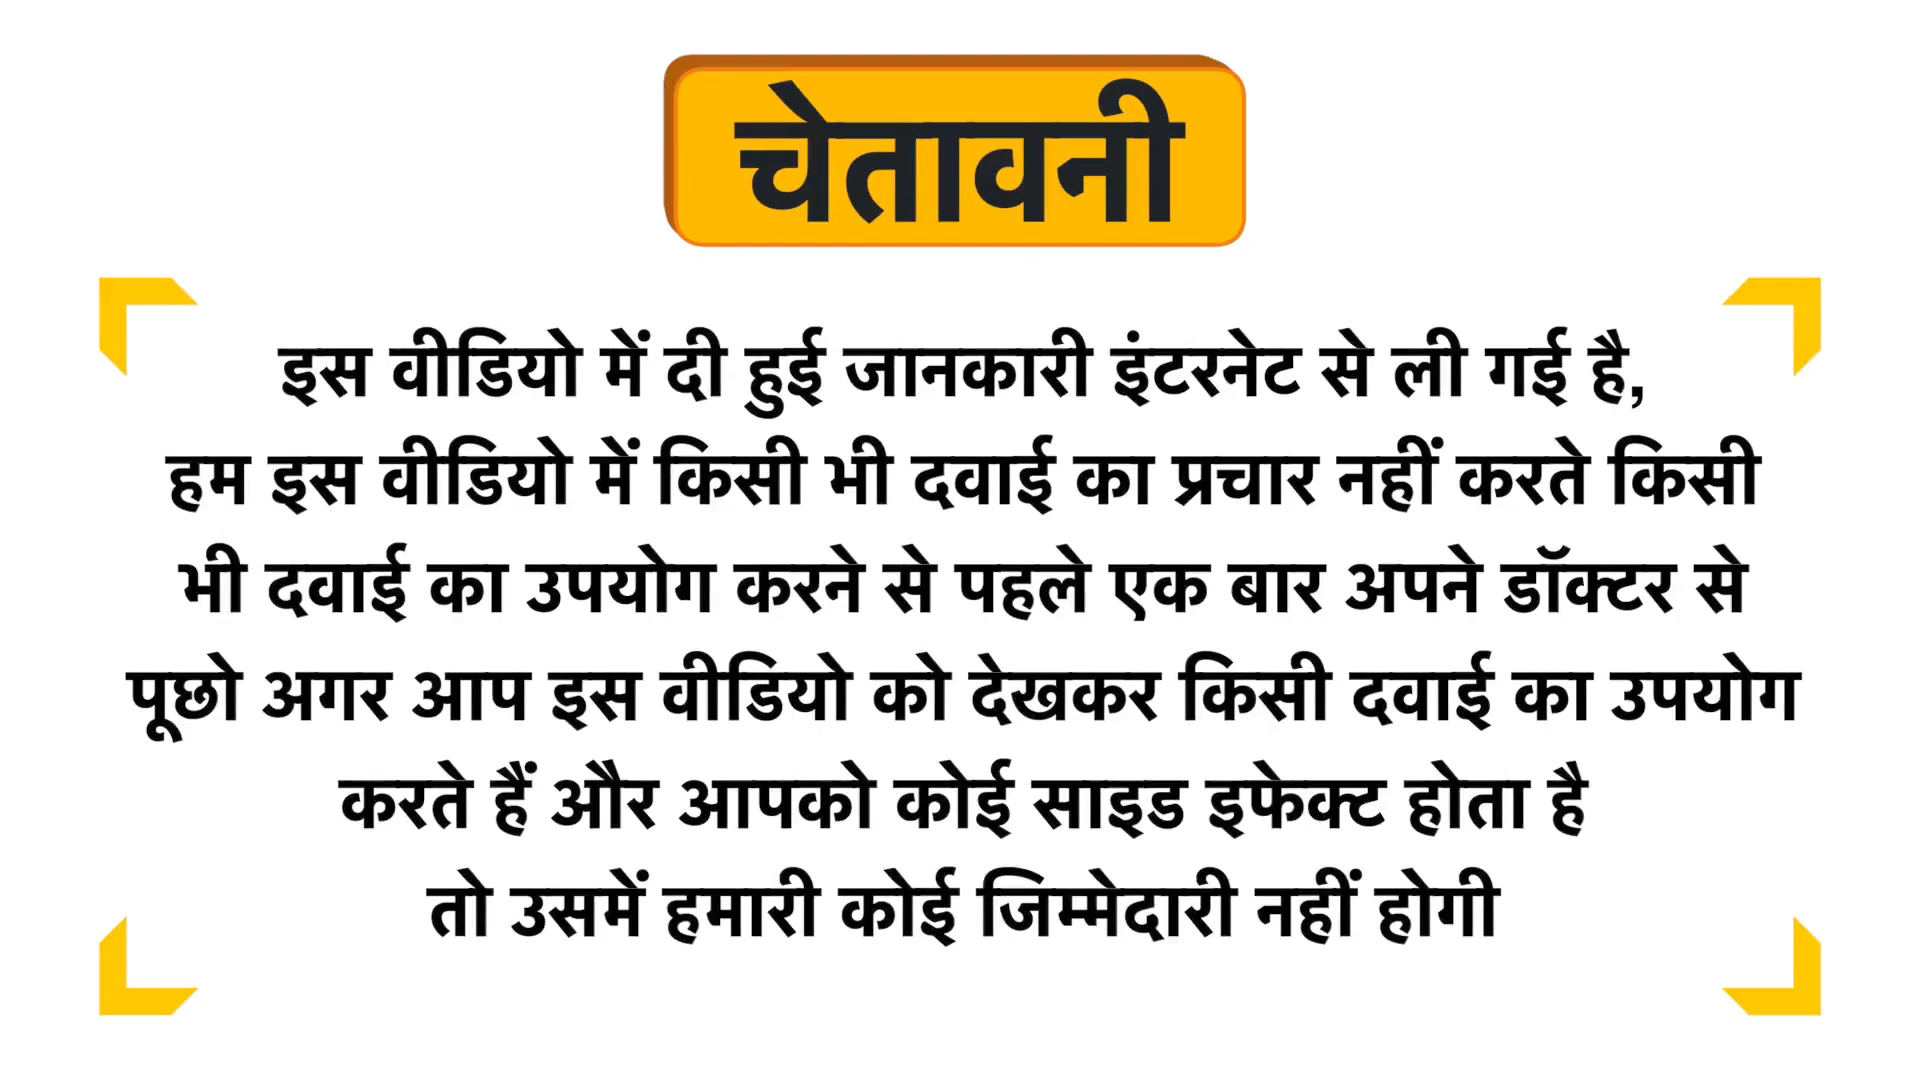 चेतावनी
इस वीडियो में दी हुई जानकारी इंटरनेट से ली गई है,
हम इस वीडियो में किसी भी दवाई का प्रचार नहीं करते किसी
भी दवाई का उपयोग करने से पहले एक बार अपने डॉक्टर से
पूछो अगर आप इस वीडियो को देखकर किसी दवाई का उपयोग
करते हैं और आपको कोई साइड इफेक्ट होता है
तो उसमें हमारी कोई जिम्मेदारी नहीं होगी